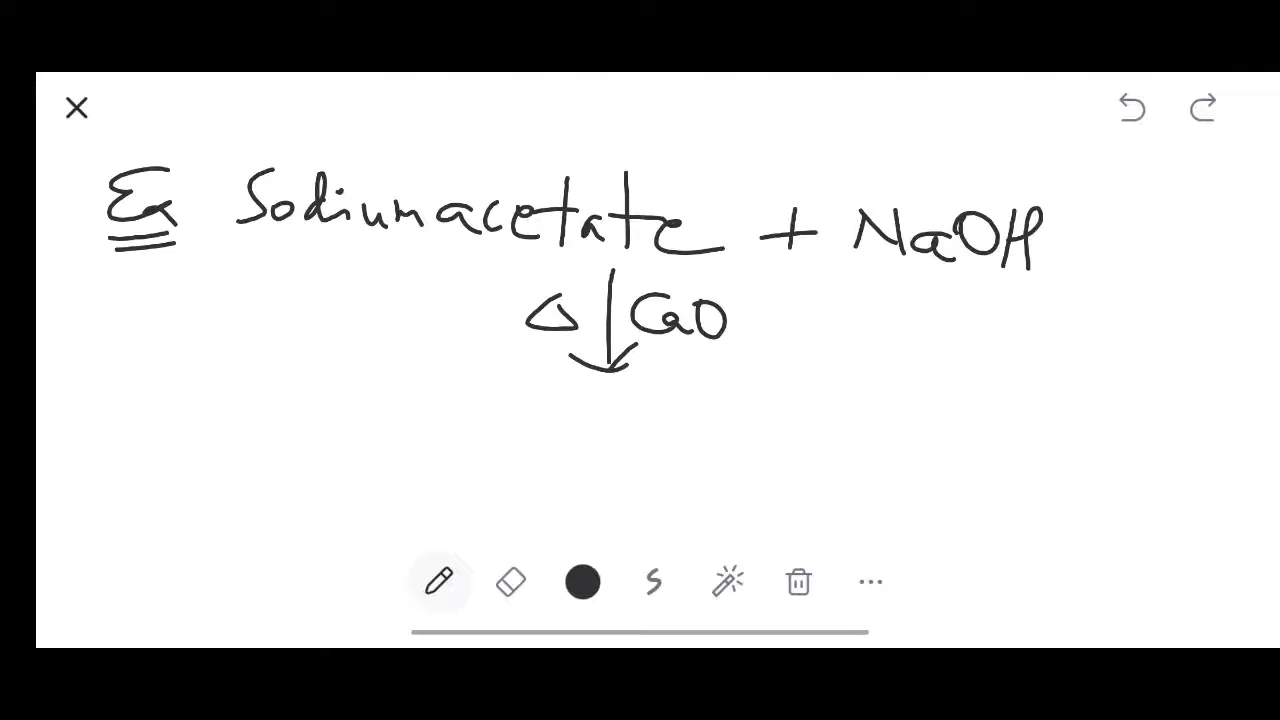 Ex Sodiumacetate + NaOH
Δ CaO